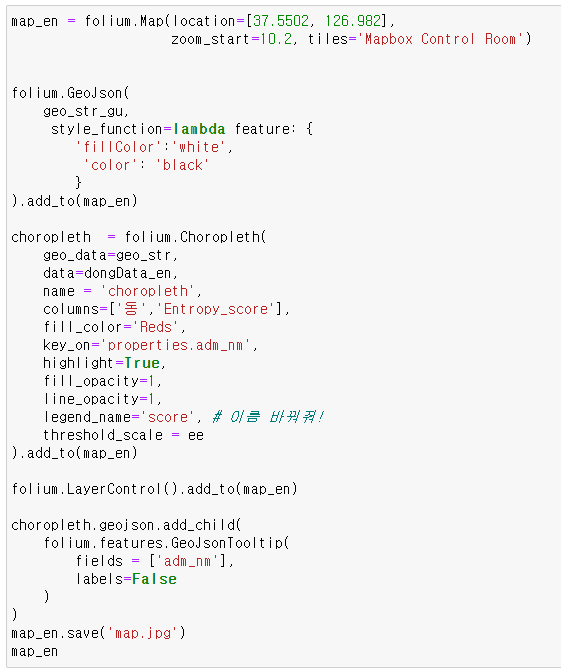 map_en = folium.Map(location=[37.5502, 126.982],
                    zoom_start=10.2, tiles='Mapbox Control Room')
folium.GeoJson(
    geo_str_gu,
     style_function=lambda feature: {
        'fillColor':'white',
         'color': 'black'
        }
).add_to(map_en)
choropleth  = folium.Choropleth(
    geo_data=geo_str,
    data=dongData_en,
    name = 'choropleth',
    columns=['동','Entropy_score'],
    fill_color='Reds',
    key_on='properties.adm_nm',
    highlight=True,
    fill_opacity=1,
    line_opacity=1,
    legend_name='score', # 이름 바꿔줘!
    threshold_scale = ee
).add_to(map_en)
folium.LayerControl().add_to(map_en)
choropleth.geojson.add_child(
    folium.features.GeoJsonTooltip(
        fields = ['adm_nm'],
        labels=False
    )
)
map_en.save('map.jpg')
map_en